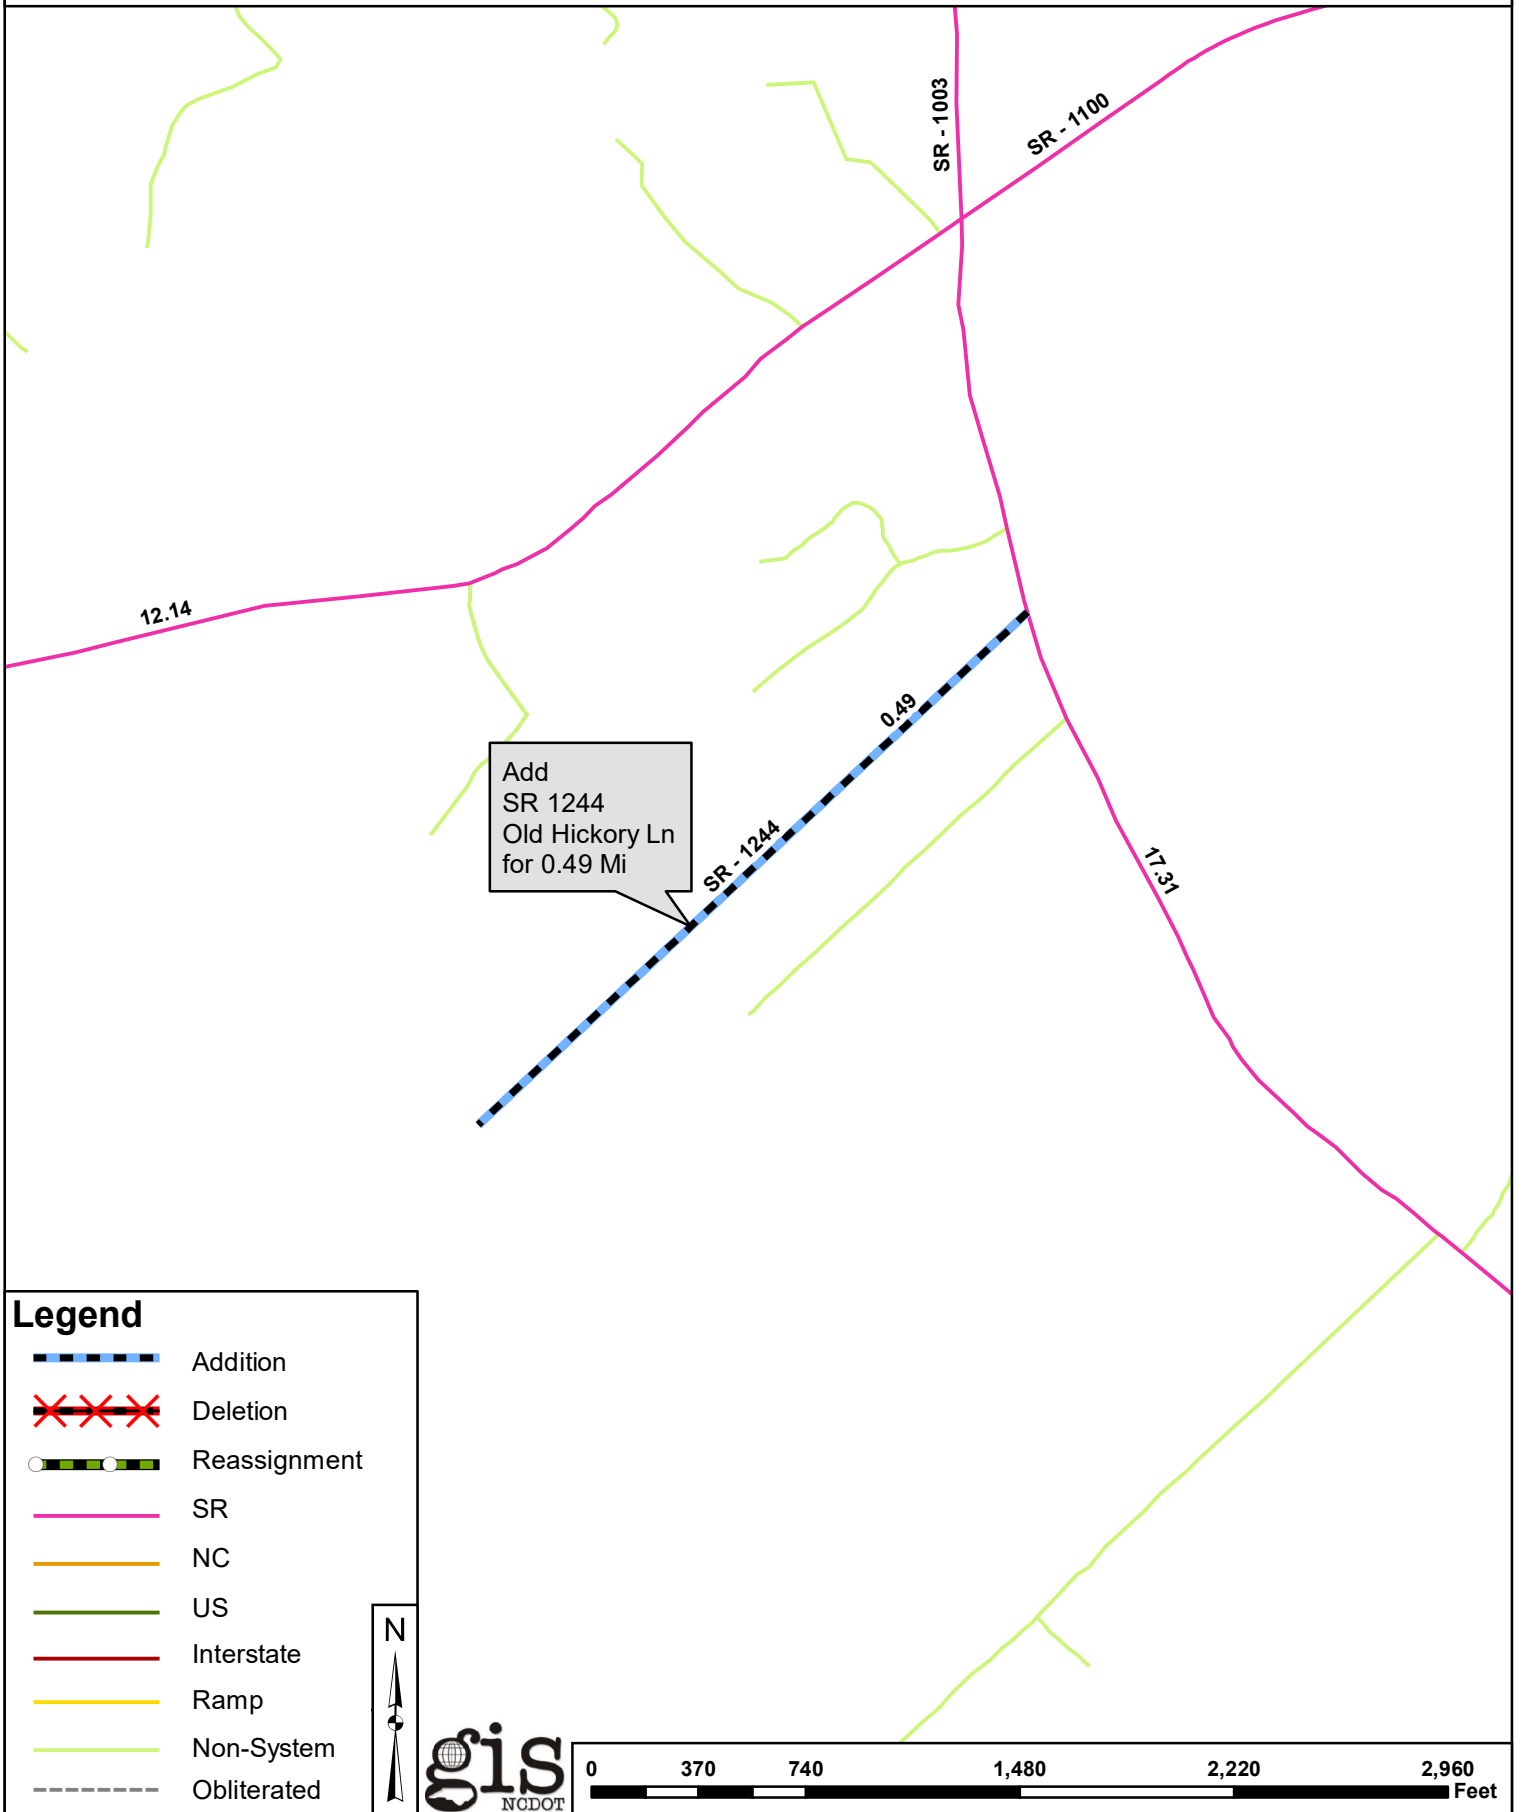 SR - 1003
SR - 1100
12.14
0.49
Add
SR 1244
Old Hickory Ln
for 0.49 Mi
SR - 1244
17.31
Legend
Addition
Deletion
Reassignment
SR
NC
US
Interstate
Ramp
Non-System
Obliterated
N
gis
NCDOT
0 370 740 1,480 2,220 2,960
Feet